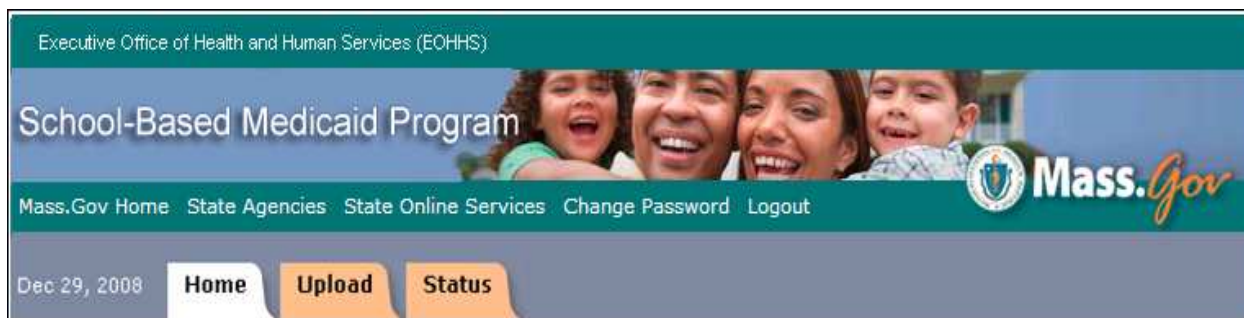 Executive Office of Health and Human Services (EOHHS)
School-Based Medicaid Program
Mass.Gov
Mass.Gov Home State Agencies State Online Services Change Password Logout
Dec 29, 2008 Home Upload Status